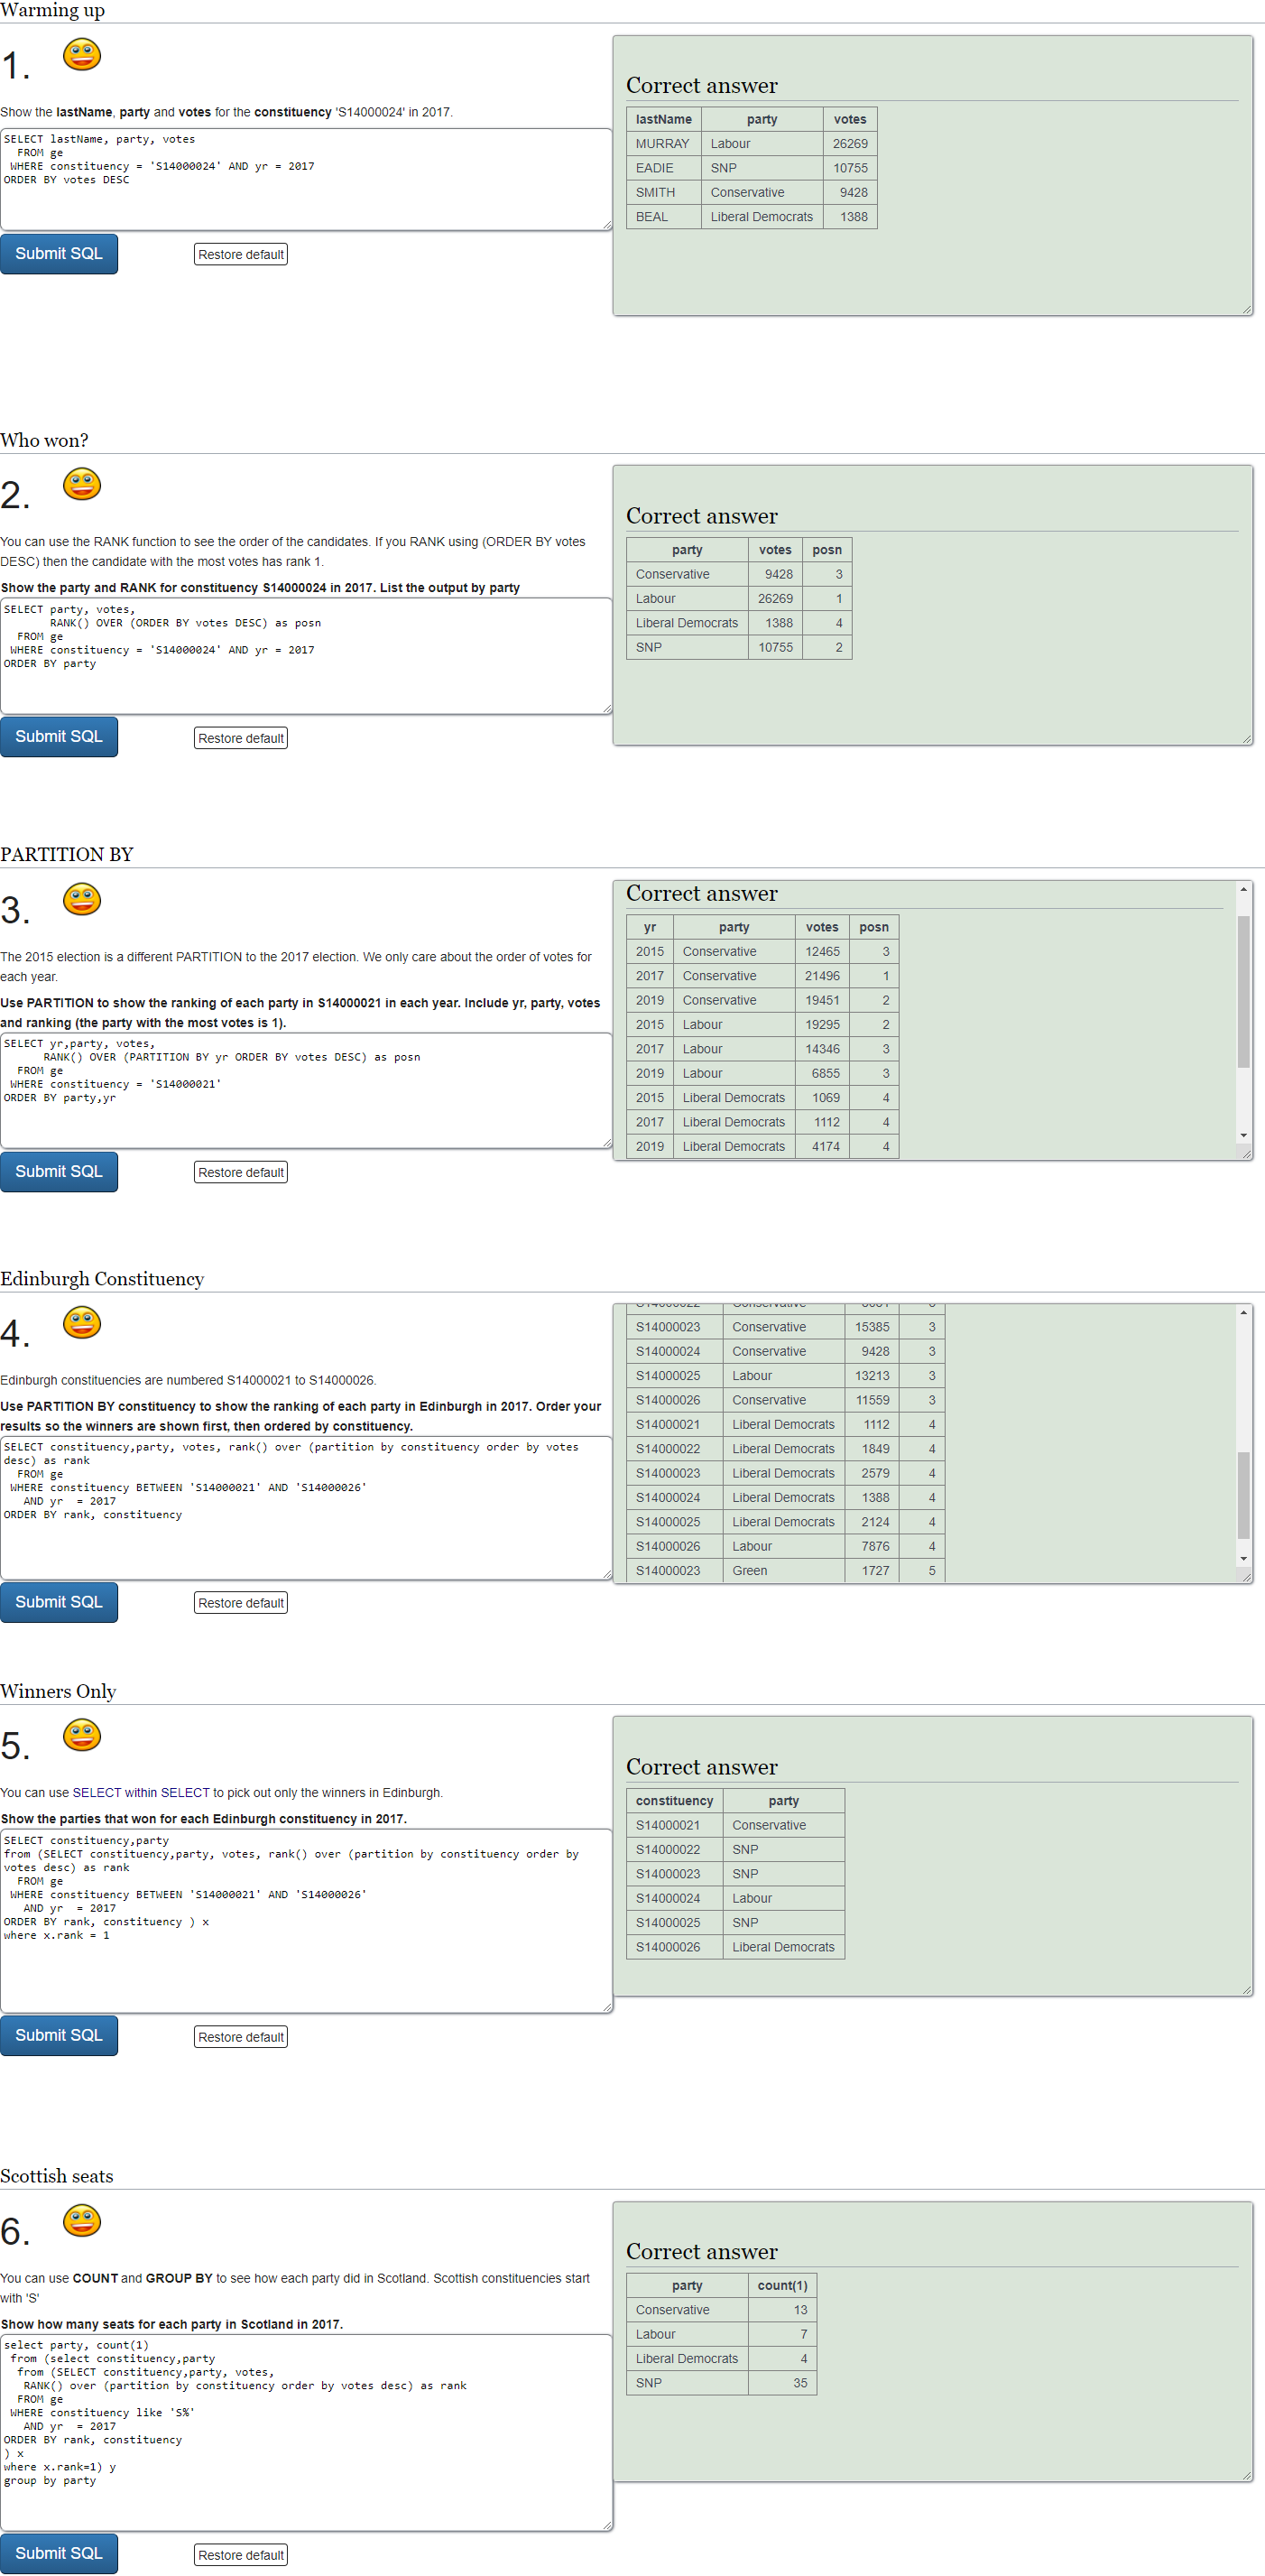 Warming up
1.
Show the lastName, party and votes for the constituency 'S14000024' in 2017.
SELECT lastName, party, votes
FROM ge
WHERE constituency = 'S14000024' AND yr = 2017
ORDER BY votes DESC
Submit SQL
Restore default
Correct answer
lastName party votes
MURRAY Labour 26269
EADIE SNP 10755
SMITH Conservative 9428
BEAL Liberal Democrats 1388
Who won?
2.
You can use the RANK function to see the order of the candidates. If you RANK using (ORDER BY votes
DESC) then the candidate with the most votes has rank 1.
Show the party and RANK for constituency S14000024 in 2017. List the output by party
SELECT party, votes,
RANK() OVER (ORDER BY votes DESC) as posn
FROM ge
WHERE constituency = 'S14000024' AND yr = 2017
ORDER BY party
Submit SQL
Restore default
Correct answer
party votes posn
Conservative 9428 3
Labour 26269 1
Liberal Democrats 1388 4
SNP 10755 2
PARTITION BY
3.
The 2015 election is a different PARTITION to the 2017 election. We only care about the order of votes for
each year.
Use PARTITION to show the ranking of each party in S14000021 in each year. Include yr, party, votes
and ranking (the party with the most votes is 1).
SELECT yr,party, votes,
RANK() OVER (PARTITION BY yr ORDER BY votes DESC) as posn
FROM ge
WHERE constituency = 'S14000021'
ORDER BY party,yr
Submit SQL
Restore default
Correct answer
yr party votes posn
2015 Conservative 12465 3
2017 Conservative 21496 1
2019 Conservative 19451 2
2015 Labour 19295 2
2017 Labour 14346 3
2019 Labour 6855 3
2015 Liberal Democrats 1069 4
2017 Liberal Democrats 1112 4
2019 Liberal Democrats 4174 4
Edinburgh Constituency
4.
Edinburgh constituencies are numbered S14000021 to S14000026.
Use PARTITION BY constituency to show the ranking of each party in Edinburgh in 2017. Order your
results so the winners are shown first, then ordered by constituency.
SELECT constituency,party, votes, rank() over (partition by constituency order by votes
desc) as rank
FROM ge
WHERE constituency BETWEEN 'S14000021' AND 'S14000026'
AND yr  = 2017
ORDER BY rank, constituency
Submit SQL
Restore default
S14000023 Conservative 15385 3
S14000024 Conservative 9428 3
S14000025 Labour 13213 3
S14000026 Conservative 11559 3
S14000021 Liberal Democrats 1112 4
S14000022 Liberal Democrats 1849 4
S14000023 Liberal Democrats 2579 4
S14000024 Liberal Democrats 1388 4
S14000025 Liberal Democrats 2124 4
S14000026 Labour 7876 4
S14000023 Green 1727 5
Winners Only
5.
You can use SELECT within SELECT to pick out only the winners in Edinburgh.
Show the parties that won for each Edinburgh constituency in 2017.
SELECT constituency,party
from (SELECT constituency,party, votes, rank() over (partition by constituency order by
votes desc) as rank
FROM ge
WHERE constituency BETWEEN 'S14000021' AND 'S14000026'
AND yr  = 2017
ORDER BY rank, constituency ) x
where x.rank = 1
Submit SQL
Restore default
Correct answer
constituency party
S14000021 Conservative
S14000022 SNP
S14000023 SNP
S14000024 Labour
S14000025 SNP
S14000026 Liberal Democrats
Scottish seats
6.
You can use COUNT and GROUP BY to see how each party did in Scotland. Scottish constituencies start
with 'S'
Show how many seats for each party in Scotland in 2017.
select party, count(1)
from (select constituency,party
from (SELECT constituency,party, votes,
RANK() over (partition by constituency order by votes desc) as rank
FROM ge
WHERE constituency like 'S%'
AND yr  = 2017
ORDER BY rank, constituency
) x
where x.rank=1) y
group by party
Submit SQL
Restore default
Correct answer
party count(1)
Conservative 13
Labour 7
Liberal Democrats 4
SNP 35